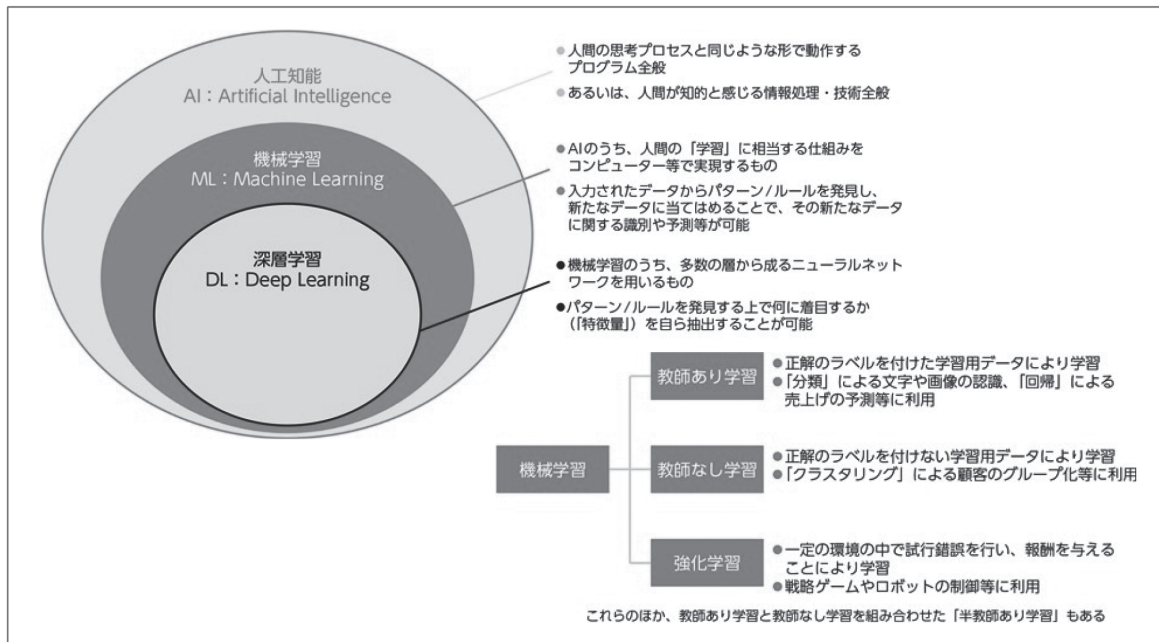 人工知能
AI：Artificial Intelligence
機械学習
ML：Machine Learning
深層学習
DL：Deep Learning
●人間の思考プロセスと同じような形で動作する
プログラム全般
●あるいは、人間が知的と感じる情報処理・技術全般
●AIのうち、人間の「学習」に相当する仕組みを
コンピューター等で実現するもの
●入力されたデータからパターン/ルールを発見し、
新たなデータに当てはめることで、その新たなデータ
に関する識別や予測等が可能
●機械学習のうち、多数の層から成るニューラルネット
ワークを用いるもの
●パターン/ルールを発見する上で何に着目するか
（「特徴量」）を自ら抽出することが可能
機械学習
教師あり学習
●正解のラベルを付けた学習用データにより学習
●「分類」による文字や画像の認識、「回帰」による
売上げの予測等に利用
教師なし学習
●正解のラベルを付けない学習用データにより学習
●「クラスタリング」による顧客のグループ化等に利用
強化学習
●一定の環境の中で試行錯誤を行い、報酬を与える
ことにより学習
●戦略ゲームやロボットの制御等に利用
これらのほか、教師あり学習と教師なし学習を組み合わせた「半教師あり学習」もある